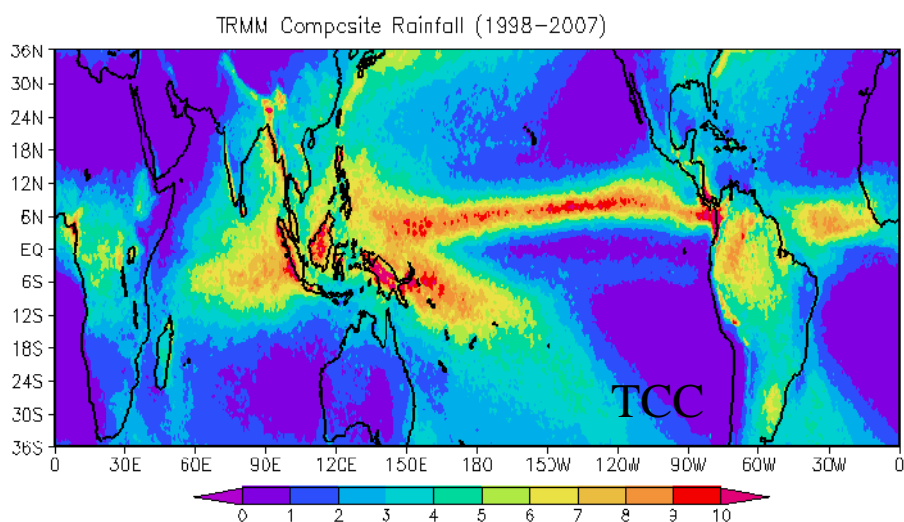 TRMM Composite Rainfall (1998-2007)
36N
30N
24N
18N
12N
6N
EQ
6S
12S
18S
24S
30S
36S
TCC
0 30E 60E 90E 120E 150E 180 150W 120W 90W 60W 30W 0
0 1 2 3 4 5 6 7 8 9 10